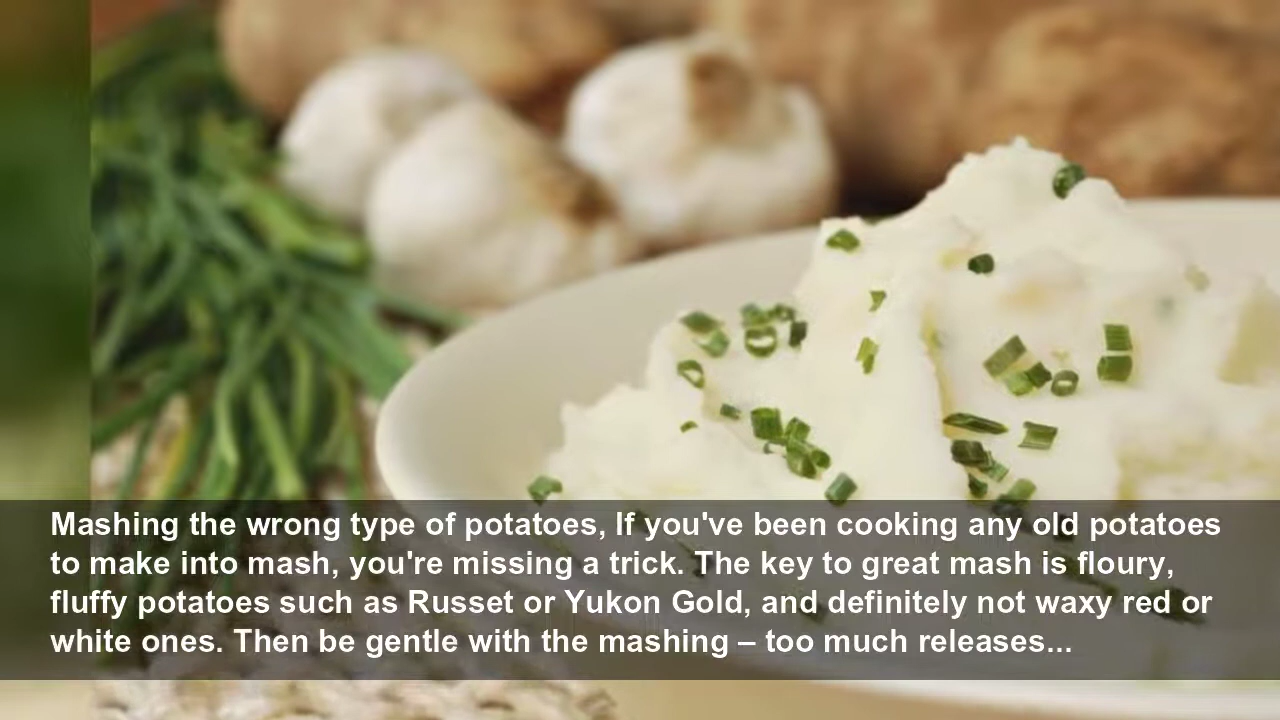 Mashing the wrong type of potatoes, If you've been cooking any old potatoes
to make into mash, you're missing a trick. The key to great mash is floury,
fluffy potatoes such as Russet or Yukon Gold, and definitely not waxy red or
white ones. Then be gentle with the mashing – too much releases...